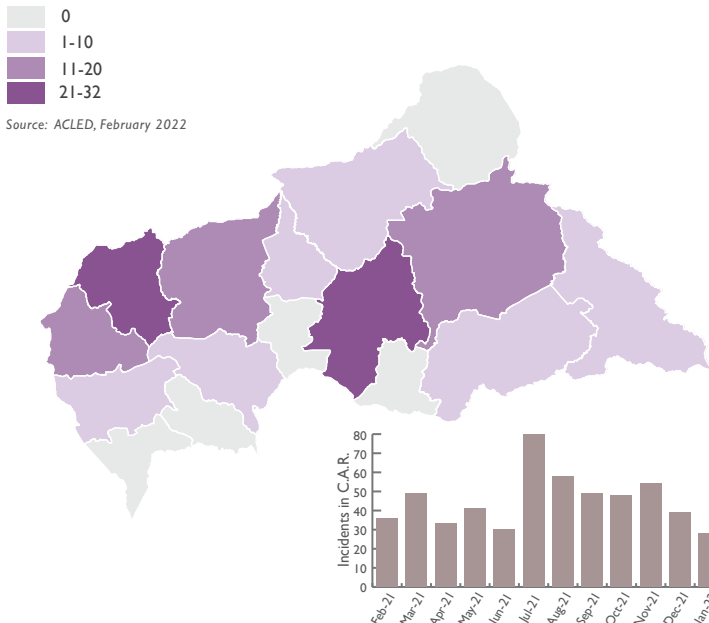 0
1-10
11-20
21-32
Source: ACLED, February 2022
Incidents in C.A.R.
80
70
60
50
40
30
20
10
0
Feb-21
Mar-21
Apr-21
May-21
Jun-21
Jul-21
Aug-21
Sep-21
Oct-21
Nov-21
Dec-21